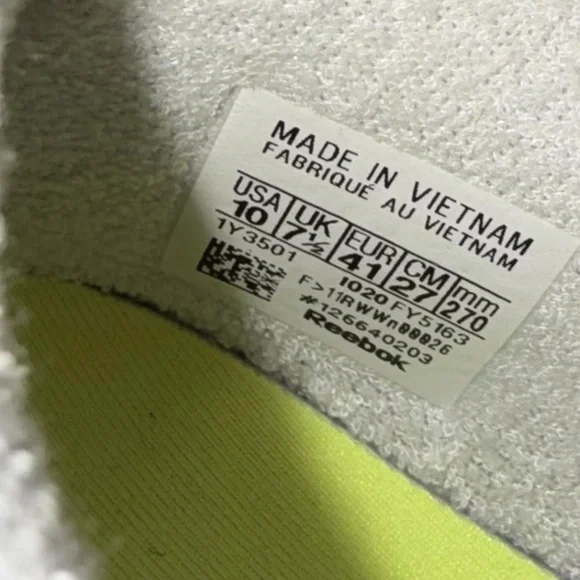 MADE IN VIETNAM
FABRIQUÉ AU VIETNAM
USA UK EUR CM mm
10 7½ 41 27 270
1Y3501 1020 FY5163
F>11RWWn00026
#126640203
Reebok